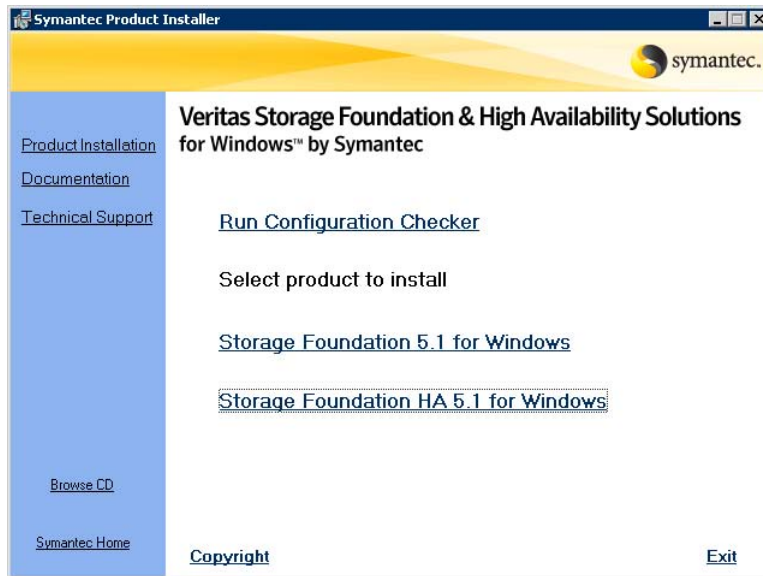 Symantec Product Installer
symantec.
Veritas Storage Foundation & High Availability Solutions
for Windows™ by Symantec
Product Installation
Documentation
Technical Support
Run Configuration Checker
Select product to install
Storage Foundation 5.1 for Windows
Storage Foundation HA 5.1 for Windows
Browse CD
Symantec Home
Copyright
Exit